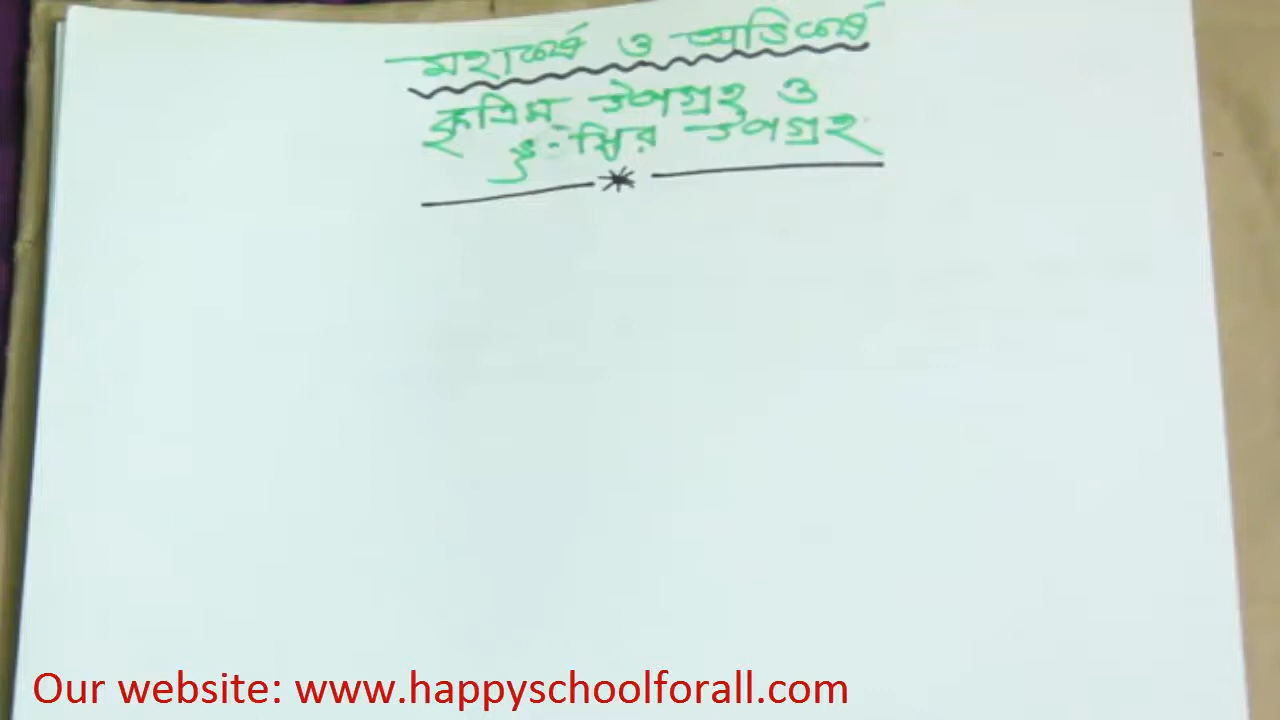 মহাকর্ষ ও অভিকর্ষ
কৃত্রিম উপগ্রহ ও
ভূ-স্থির উপগ্রহ
Our website: www.happyschoolforall.com